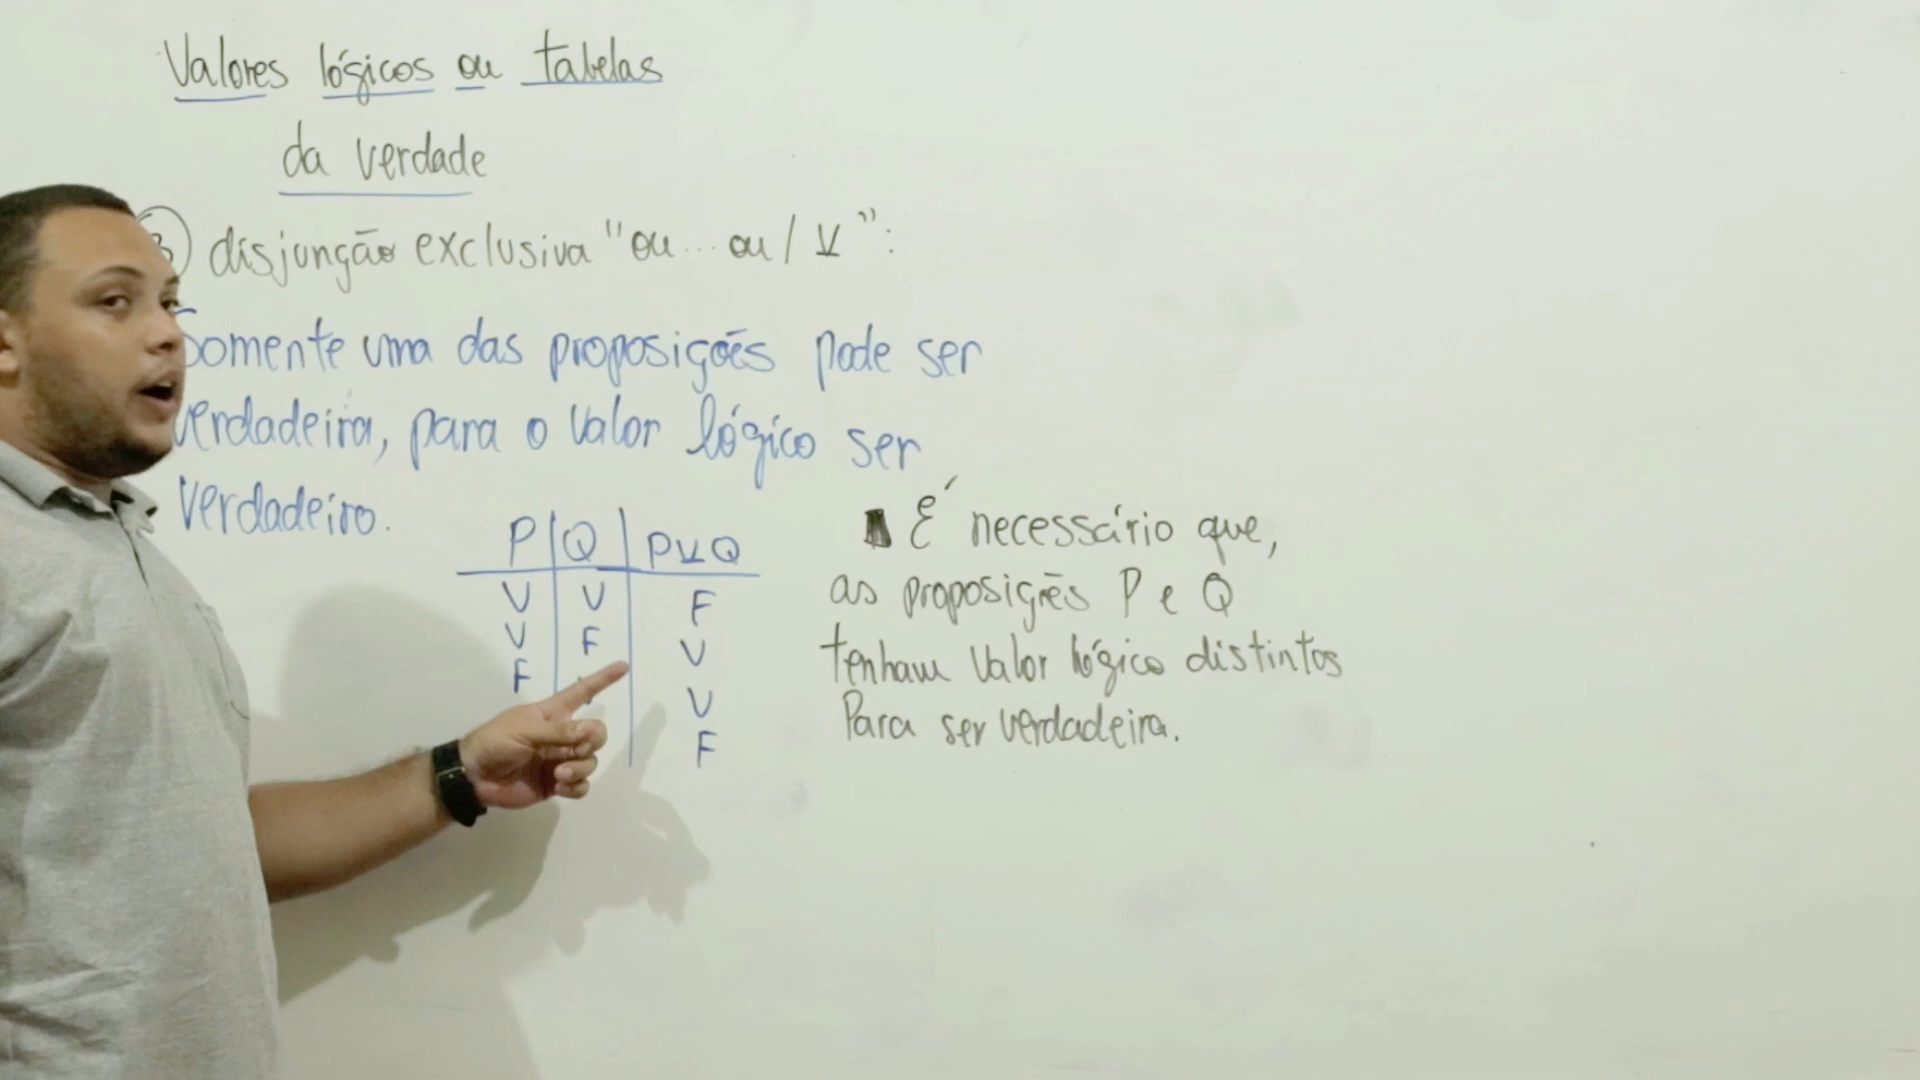 Valores lógicos ou tabelas
da verdade
3) disjunção exclusiva "ou... ou / ⊻":
Somente uma das proposições pode ser
verdadeira, para o valor lógico ser
verdadeiro.
P Q P⊻Q
V V F
V F V
F V
F
É necessário que,
as proposições P e Q
tenham valor lógico distintos
Para ser verdadeira.